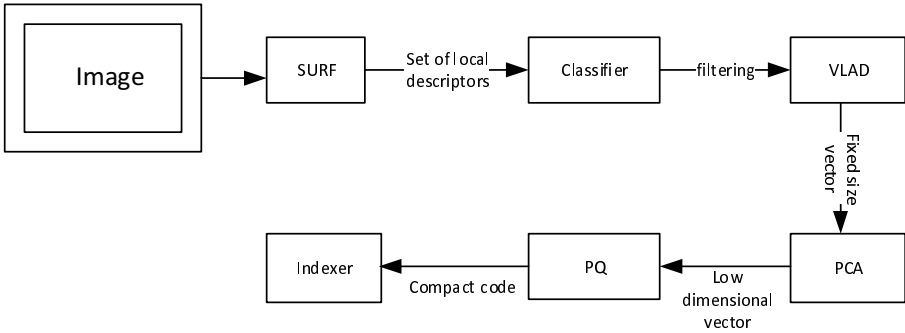 Image
SURF
Set of local
descriptors
Classifier
filtering
VLAD
Fixed size
vector
PCA
Low
dimensional
vector
PQ
Compact code
Indexer